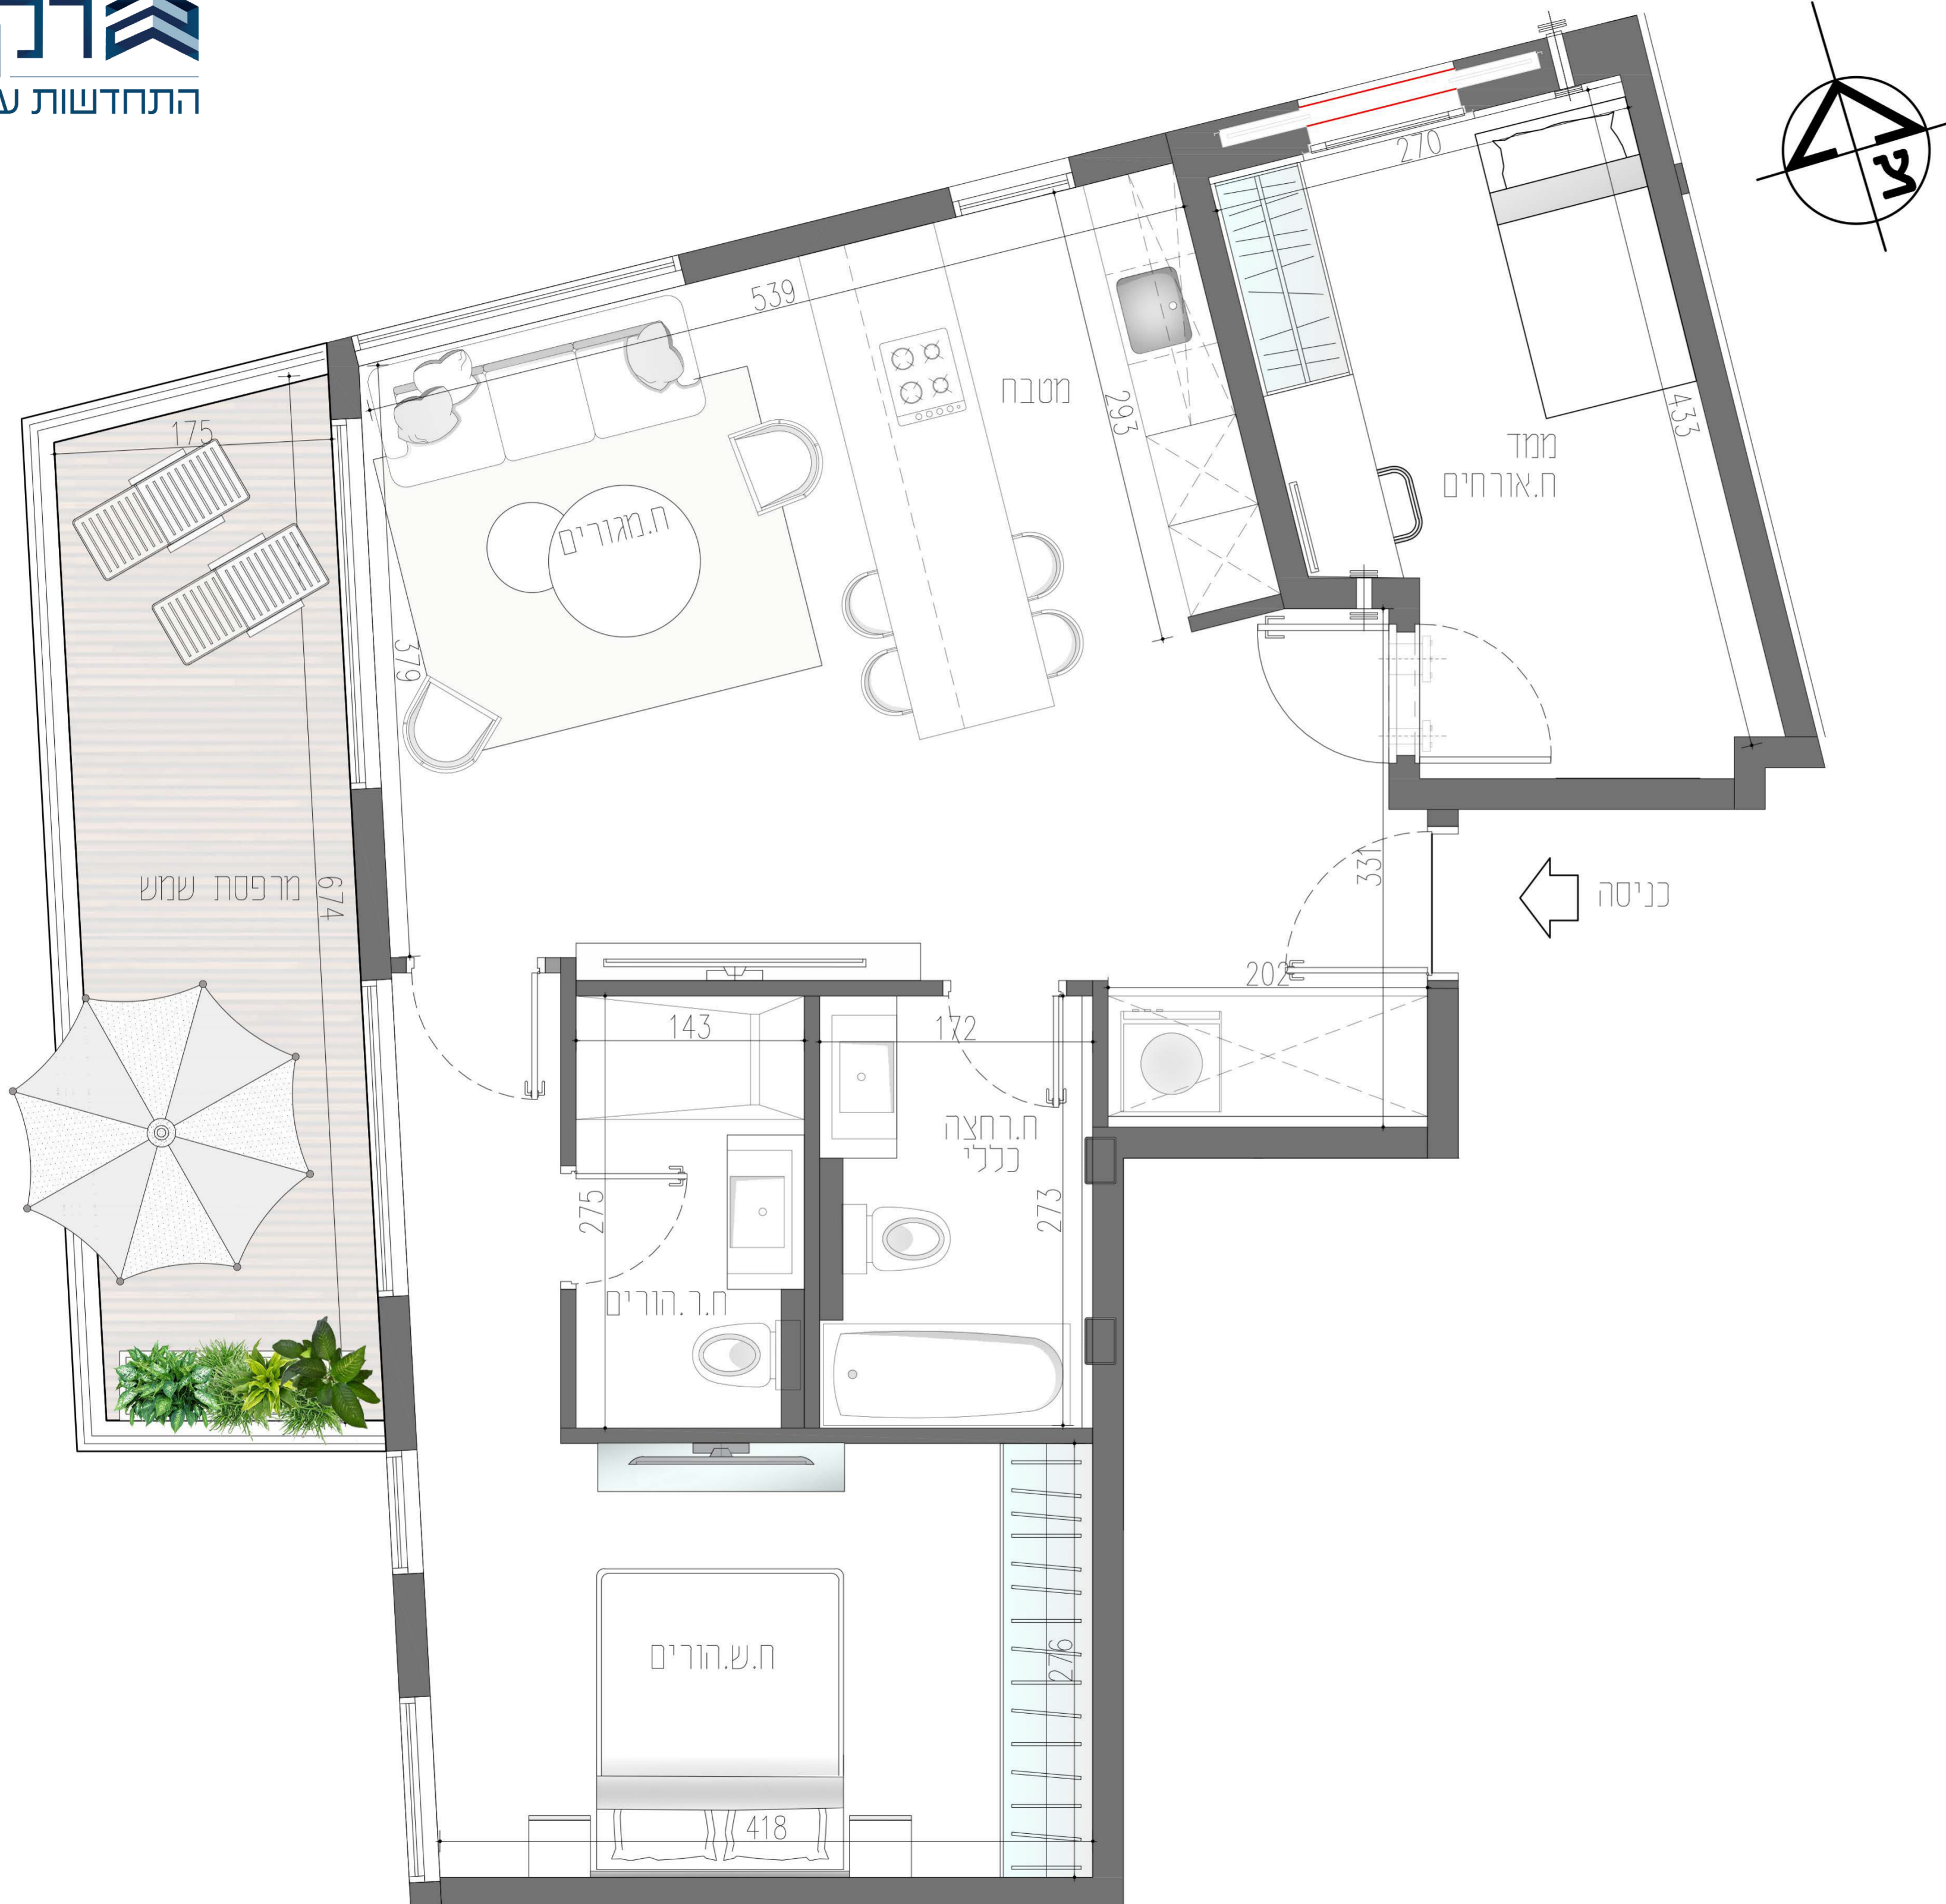 התחדשות
270
539
מטבח
293
433
ממד
ח.אורחים
175
ח.מגורים
379
מרפסת שמש
674
331
כניסה
202
143
172
ח.רחצה
כללי
275
273
ח.ר.הורים
ח.ש.הורים
276
418
צ